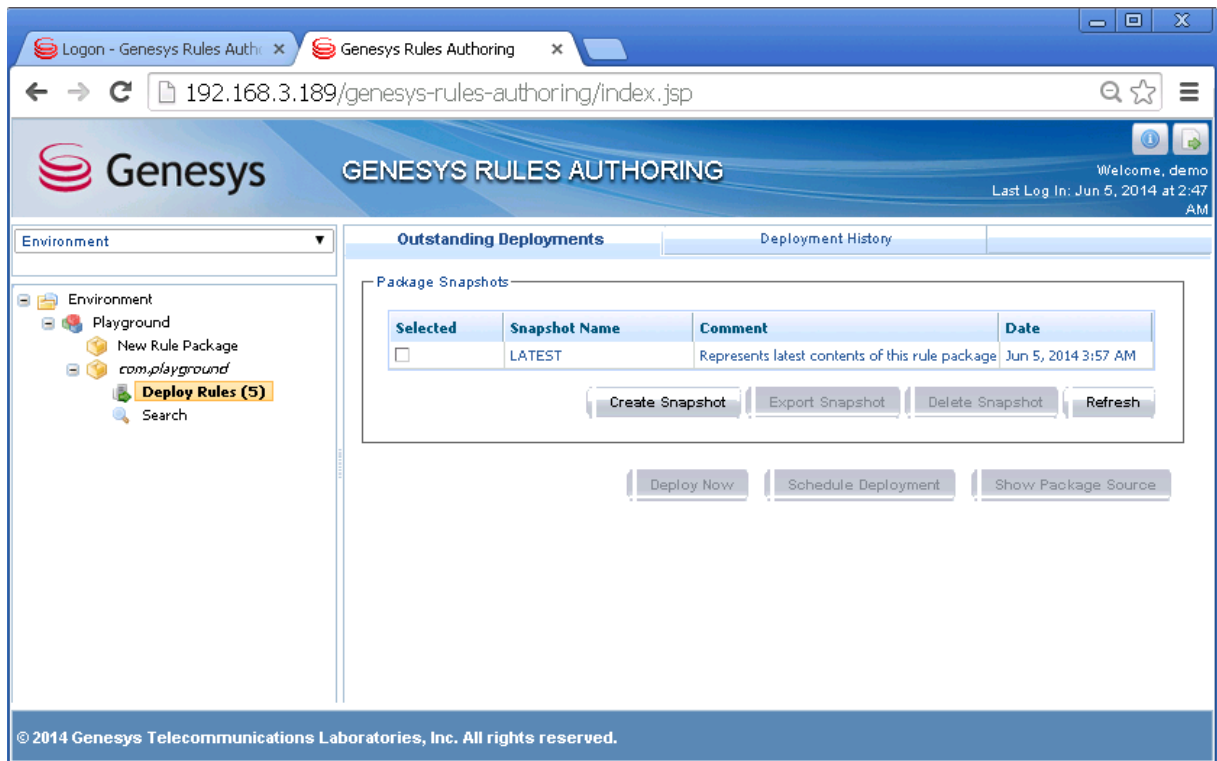 Logon - Genesys Rules Autho
Genesys Rules Authoring
192.168.3.189/genesys-rules-authoring/index.jsp
Genesys
GENESYS RULES AUTHORING
Welcome, demo
Last Log In: Jun 5, 2014 at 2:47
AM
Environment
Outstanding Deployments
Deployment History
Environment
Playground
New Rule Package
com.playground
Deploy Rules (5)
Search
Package Snapshots
Selected Snapshot Name Comment Date
LATEST Represents latest contents of this rule package Jun 5, 2014 3:57 AM
Create Snapshot Export Snapshot Delete Snapshot Refresh
Deploy Now Schedule Deployment Show Package Source
© 2014 Genesys Telecommunications Laboratories, Inc. All rights reserved.